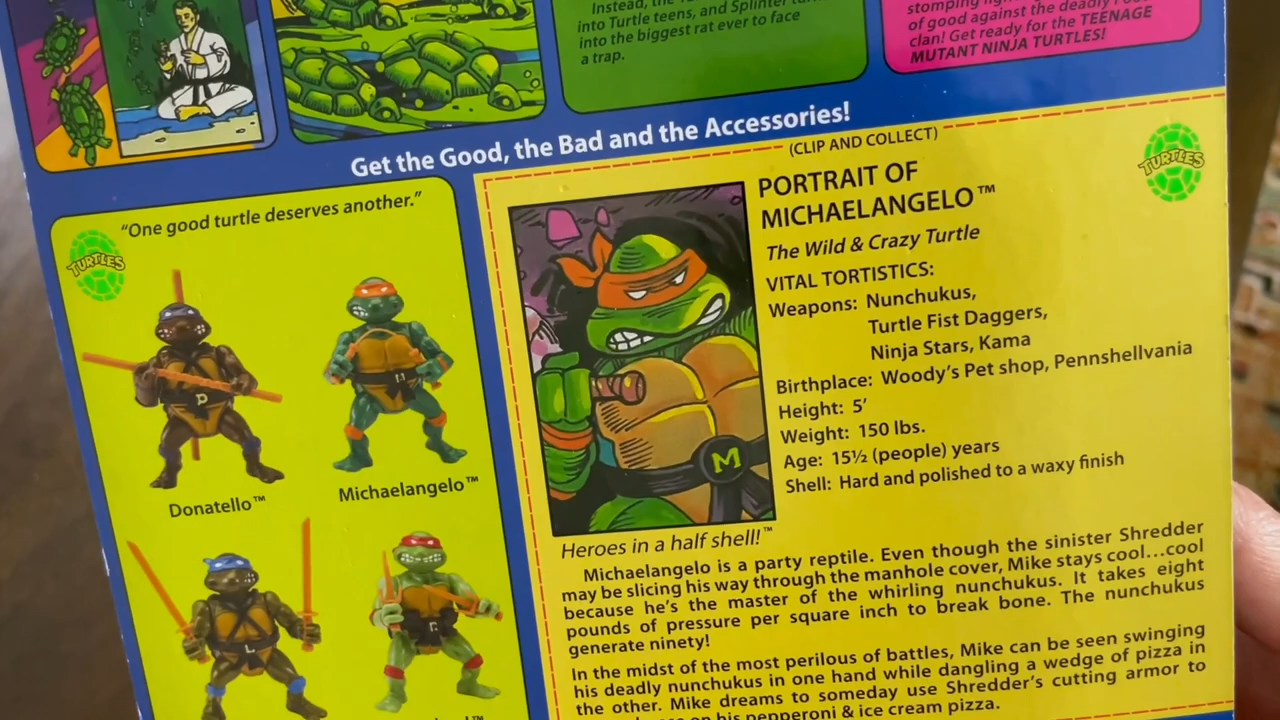 into Turtle teens, and Splinter
into the biggest rat ever to face
a trap.
of good against the deadly
clan! Get ready for the TEENAGE
MUTANT NINJA TURTLES!
Get the Good, the Bad and the Accessories!
(CLIP AND COLLECT)
"One good turtle deserves another."
TURTLES
Donatello™
Michaelangelo™
PORTRAIT OF
MICHAELANGELO™
TURTLES
The Wild & Crazy Turtle
VITAL TORTISTICS:
Weapons: Nunchukus,
Turtle Fist Daggers,
Ninja Stars, Kama
Birthplace: Woody's Pet shop, Pennshellvania
Height: 5'
Weight: 150 lbs.
Age: 15½ (people) years
Shell: Hard and polished to a waxy finish
M
Heroes in a half shell!™
Michaelangelo is a party reptile. Even though the sinister Shredder
may be slicing his way through the manhole cover, Mike stays cool...cool
because he's the master of the whirling nunchukus. It takes eight
pounds of pressure per square inch to break bone. The nunchukus
generate ninety!
In the midst of the most perilous of battles, Mike can be seen swinging
his deadly nunchukus in one hand while dangling a wedge of pizza in
the other. Mike dreams to someday use Shredder's cutting armor to
on his pepperoni & ice cream pizza.